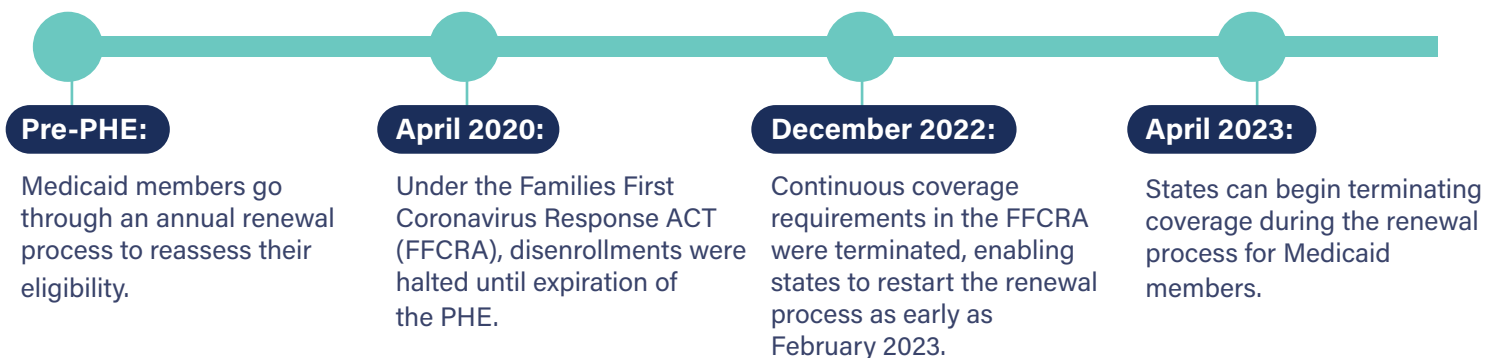 Pre-PHE:
Medicaid members go
through an annual renewal
process to reassess their
eligibility.
April 2020:
Under the Families First
Coronavirus Response ACT
(FFCRA), disenrollments were
halted until expiration of
the PHE.
December 2022:
Continuous coverage
requirements in the FFCRA
were terminated, enabling
states to restart the renewal
process as early as
February 2023.
April 2023:
States can begin terminating
coverage during the renewal
process for Medicaid
members.